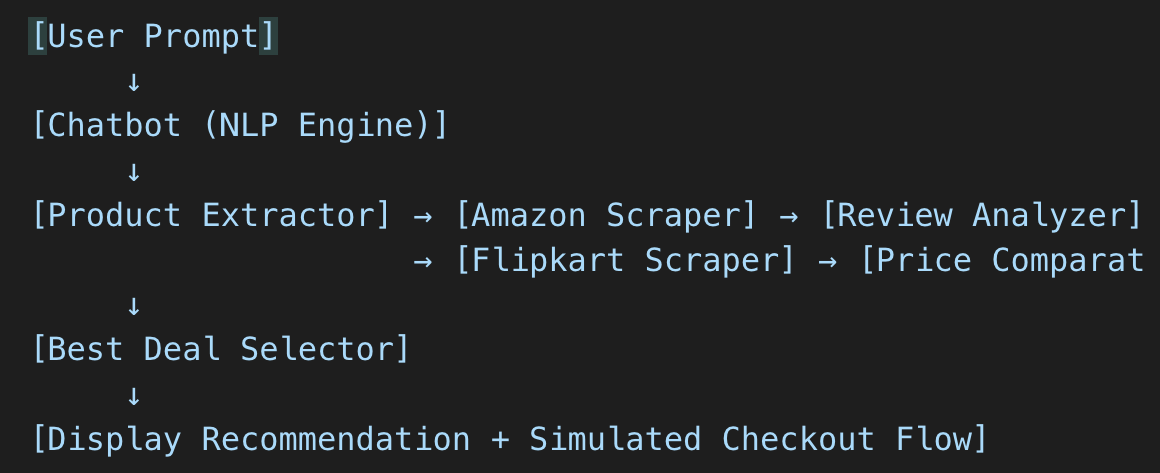 [User Prompt]
↓
[Chatbot (NLP Engine)]
↓
[Product Extractor] → [Amazon Scraper] → [Review Analyzer]
→ [Flipkart Scraper] → [Price Comparat
↓
[Best Deal Selector]
↓
[Display Recommendation + Simulated Checkout Flow]